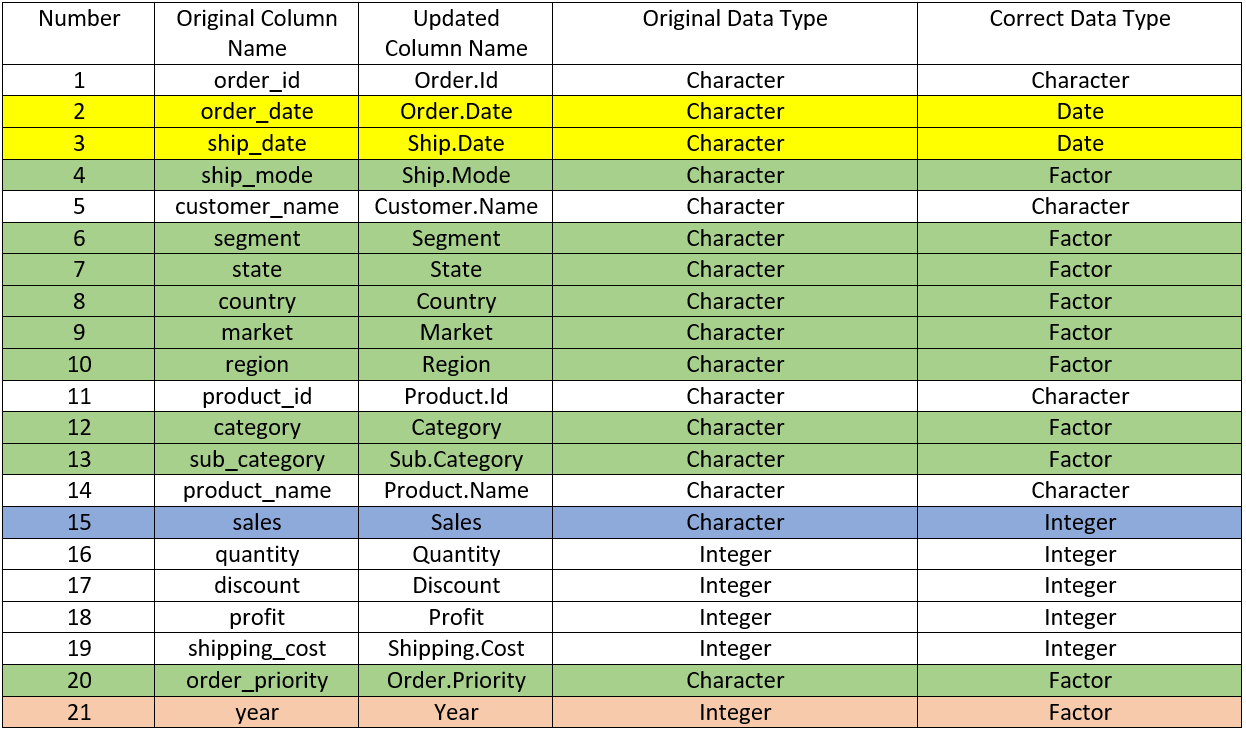 Number Original Column Name Updated Column Name Original Data Type Correct Data Type
1 order_id Order.Id Character Character
2 order_date Order.Date Character Date
3 ship_date Ship.Date Character Date
4 ship_mode Ship.Mode Character Factor
5 customer_name Customer.Name Character Character
6 segment Segment Character Factor
7 state State Character Factor
8 country Country Character Factor
9 market Market Character Factor
10 region Region Character Factor
11 product_id Product.Id Character Character
12 category Category Character Factor
13 sub_category Sub.Category Character Factor
14 product_name Product.Name Character Character
15 sales Sales Character Integer
16 quantity Quantity Integer Integer
17 discount Discount Integer Integer
18 profit Profit Integer Integer
19 shipping_cost Shipping.Cost Integer Integer
20 order_priority Order.Priority Character Factor
21 year Year Integer Factor